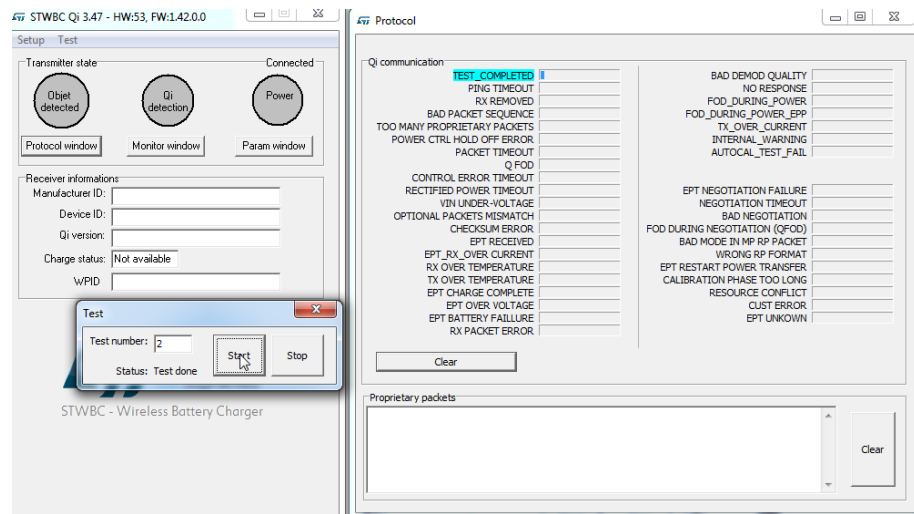 STWBC Qi 3.47 - HW:53, FW:1.42.0.0
Setup Test
Transmitter state
Connected
Objet
detected
Qi
detection
Power
Protocol window
Monitor window
Param window
Receiver informations
Manufacturer ID:
Device ID:
Qi version:
Charge status: Not available
WPID
Test
Test number: 2
Start
Stop
Status: Test done
STWBC - Wireless Battery Charger
Protocol
Qi communication
TEST_COMPLETED
PING TIMEOUT
RX REMOVED
BAD PACKET SEQUENCE
TOO MANY PROPRIETARY PACKETS
POWER CTRL HOLD OFF ERROR
PACKET TIMEOUT
Q FOD
CONTROL ERROR TIMEOUT
RECTIFIED POWER TIMEOUT
VIN UNDER-VOLTAGE
OPTIONAL PACKETS MISMATCH
CHECKSUM ERROR
EPT RECEIVED
EPT_RX_OVER CURRENT
RX OVER TEMPERATURE
TX OVER TEMPERATURE
EPT CHARGE COMPLETE
EPT OVER VOLTAGE
EPT BATTERY FAILLURE
RX PACKET ERROR
BAD DEMOD QUALITY
NO RESPONSE
FOD_DURING_POWER
FOD_DURING_POWER_EPP
TX_OVER_CURRENT
INTERNAL_WARNING
AUTOCAL_TEST_FAIL
EPT NEGOTIATION FAILURE
NEGOTIATION TIMEOUT
BAD NEGOTIATION
FOD DURING NEGOTIATION (QFOD)
BAD MODE IN MP RP PACKET
WRONG RP FORMAT
EPT RESTART POWER TRANSFER
CALIBRATION PHASE TOO LONG
RESOURCE CONFLICT
CUST ERROR
EPT UNKOWN
Clear
Proprietary packets
Clear